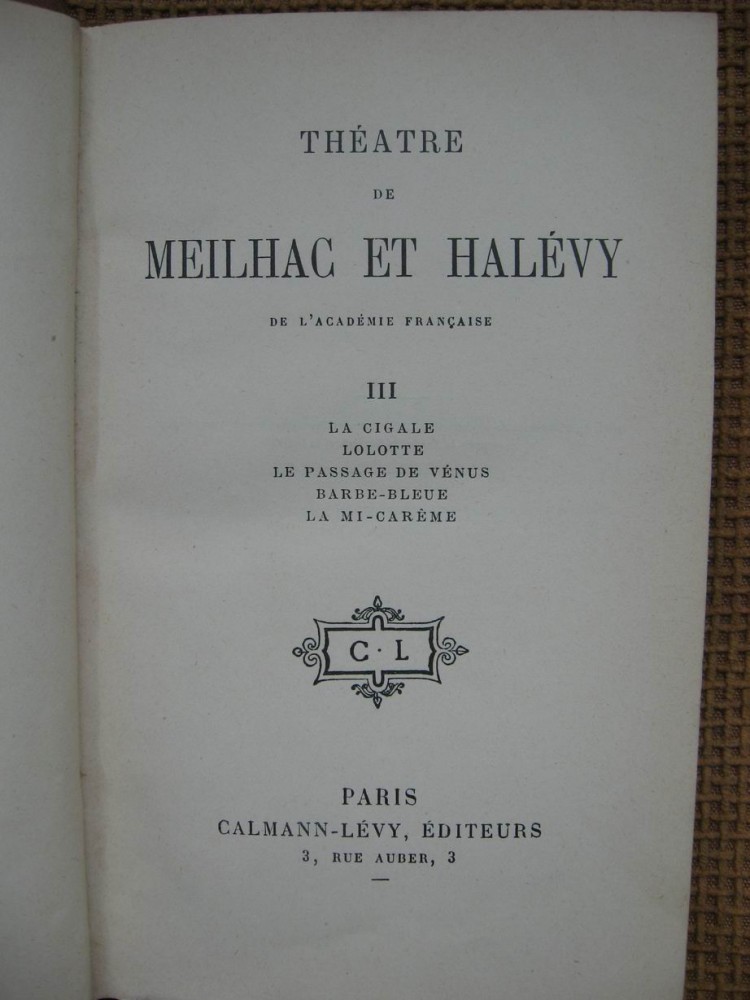 THÉATRE
DE
MEILHAC ET HALÉVY
DE L'ACADÉMIE FRANÇAISE
III
LA CIGALE
LOLOTTE
LE PASSAGE DE VÉNUS
BARBE-BLEUE
LA MI-CARÊME
C · L
PARIS
CALMANN-LÉVY, ÉDITEURS
3, RUE AUBER, 3